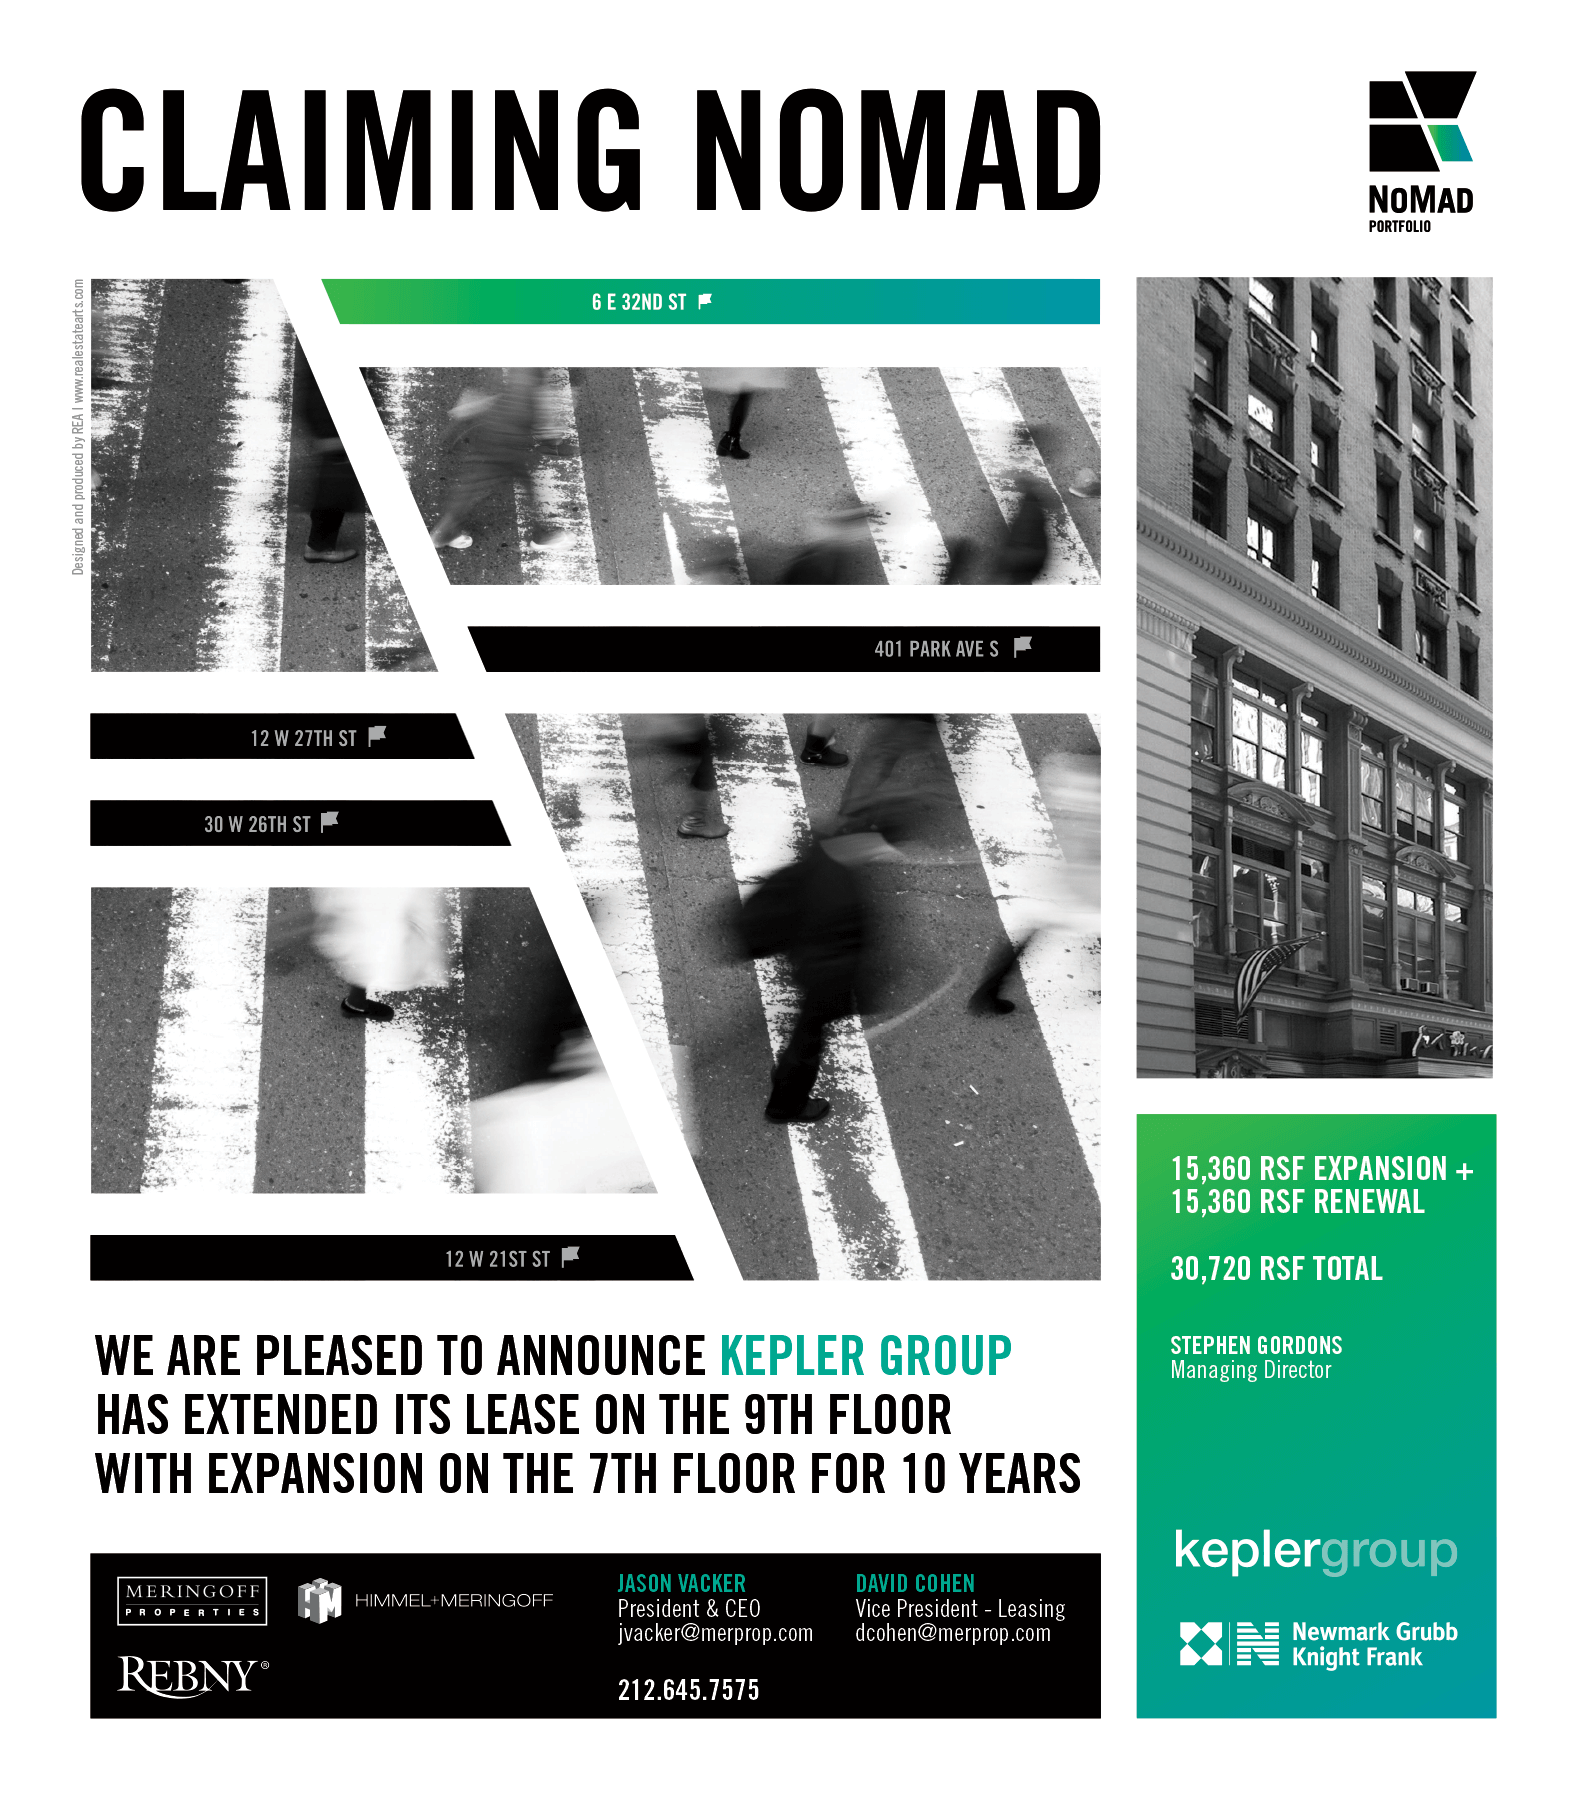 CLAIMING NOMAD
NOMAD
PORTFOLIO
Designed and produced by REA | www.realestatearts.com
6 E 32ND ST
401 PARK AVE S
12 W 27TH ST
30 W 26TH ST
12 W 21ST ST
WE ARE PLEASED TO ANNOUNCE KEPLER GROUP
HAS EXTENDED ITS LEASE ON THE 9TH FLOOR
WITH EXPANSION ON THE 7TH FLOOR FOR 10 YEARS
15,360 RSF EXPANSION +
15,360 RSF RENEWAL
30,720 RSF TOTAL
STEPHEN GORDONS
Managing Director
keplergroup
Newmark Grubb
Knight Frank
MERINGOFF
PROPERTIES
HM
HIMMEL+MERINGOFF
REBNY®
JASON VACKER
President & CEO
jvacker@merprop.com
212.645.7575
DAVID COHEN
Vice President - Leasing
dcohen@merprop.com